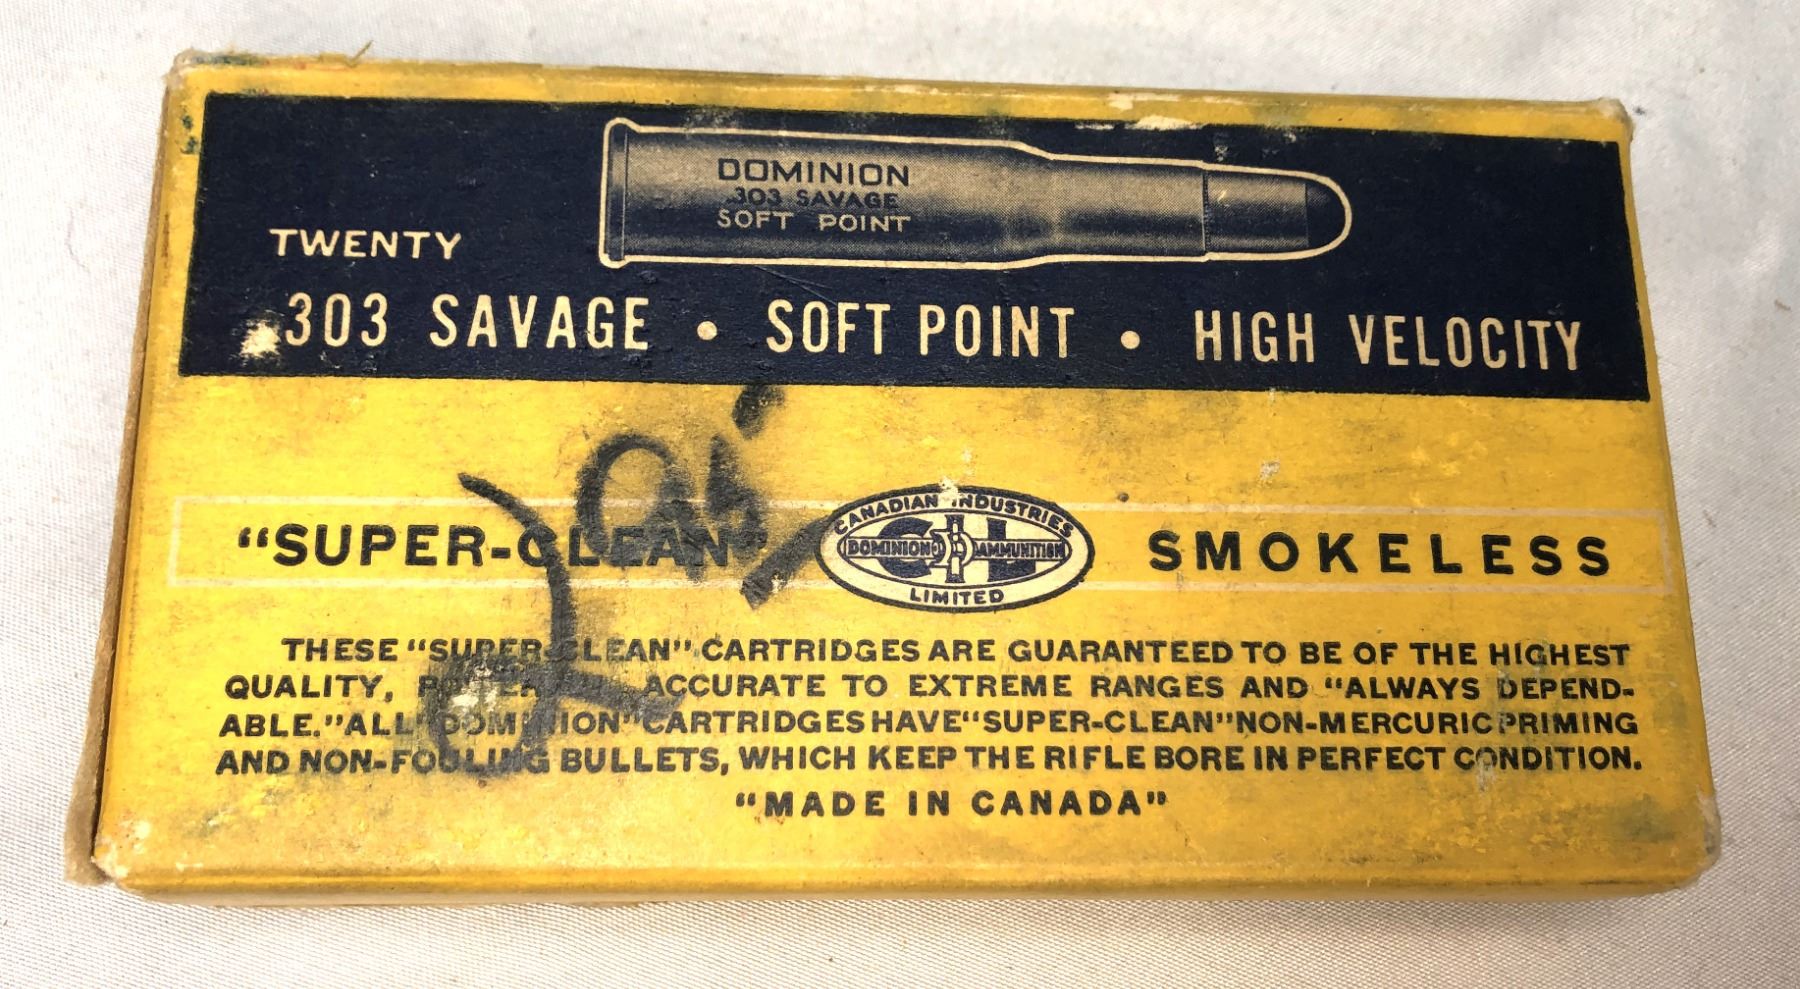 DOMINION
.303 SAVAGE
SOFT POINT
TWENTY
.303 SAVAGE • SOFT POINT • HIGH VELOCITY
"SUPER-CLEAN" SMOKELESS
CANADIAN INDUSTRIES
CIL
DOMINION AMMUNITION
LIMITED
THESE "SUPER-CLEAN" CARTRIDGES ARE GUARANTEED TO BE OF THE HIGHEST
QUALITY, ACCURATE TO EXTREME RANGES AND "ALWAYS DEPEND-
ABLE." ALL "DOMINION" CARTRIDGES HAVE "SUPER-CLEAN" NON-MERCURIC PRIMING
AND NON-FOULING BULLETS, WHICH KEEP THE RIFLE BORE IN PERFECT CONDITION.
"MADE IN CANADA"